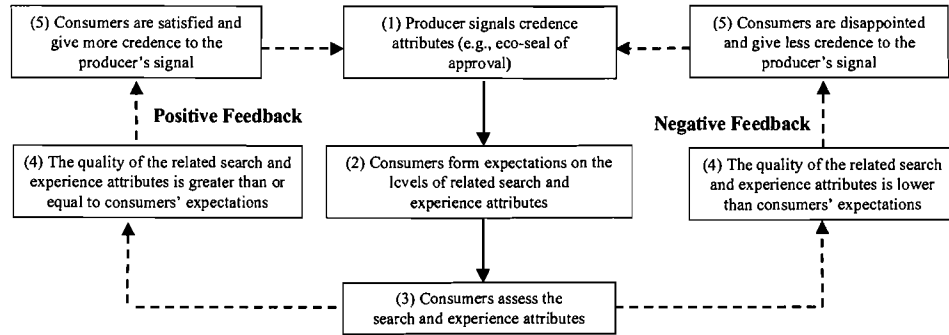 (5) Consumers are satisfied and
give more credence to the
producer's signal
(1) Producer signals credence
attributes (e.g., eco-seal of
approval)
(5) Consumers are disappointed
and give less credence to the
producer's signal
Positive Feedback
Negative Feedback
(4) The quality of the related search and
experience attributes is greater than or
equal to consumers' expectations
(2) Consumers form expectations on the
levels of related search and
experience attributes
(4) The quality of the related search
and experience attributes is lower
than consumers' expectations
(3) Consumers assess the
search and experience attributes